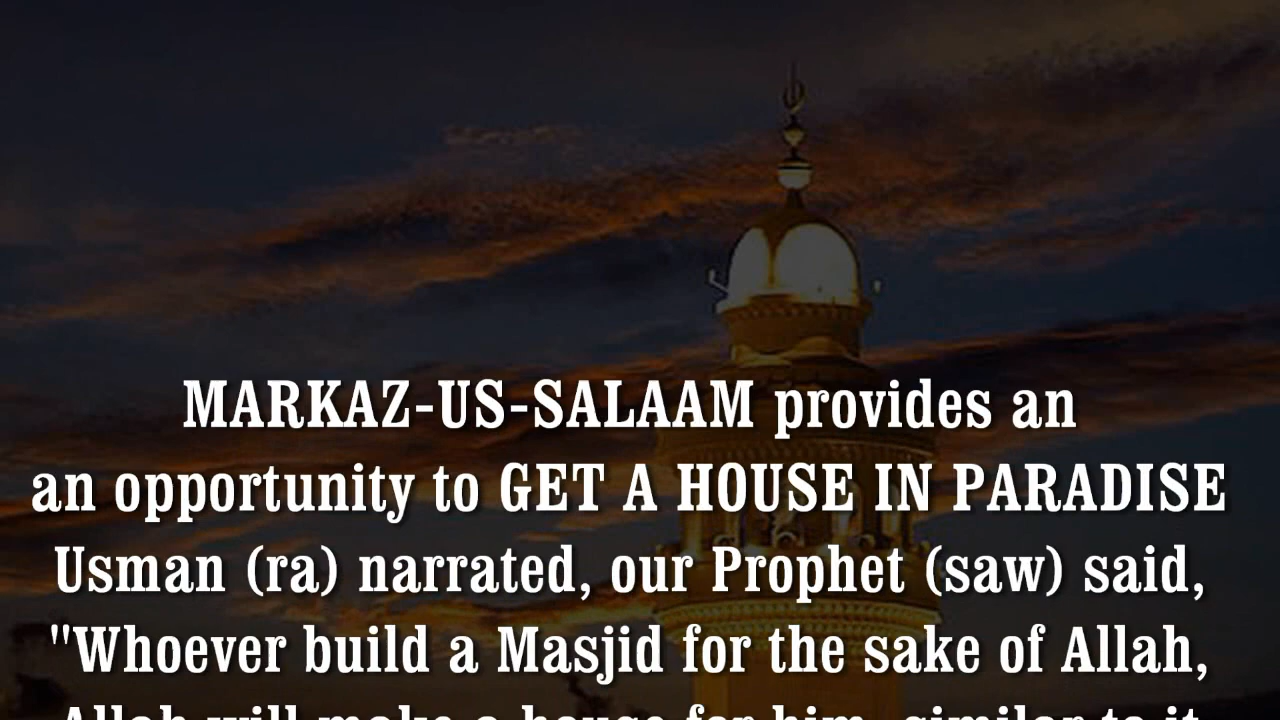 MARKAZ-US-SALAAM provides an
an opportunity to GET A HOUSE IN PARADISE
Usman (ra) narrated, our Prophet (saw) said,
"Whoever build a Masjid for the sake of Allah,
Allah will make a house for him, similar to it